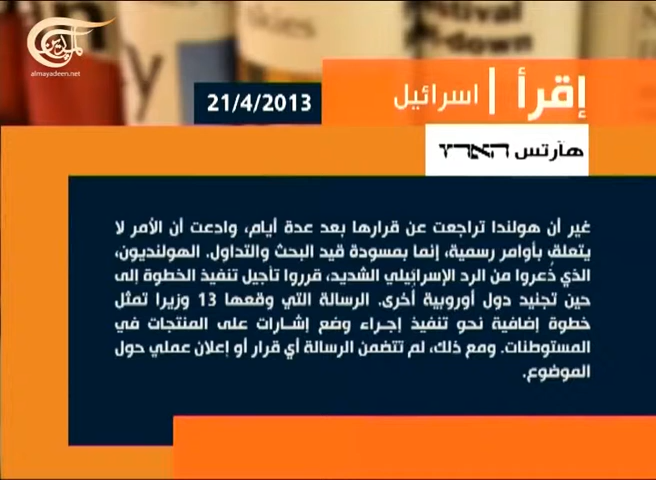 الميادين
almayadeen.net
إقرأ | اسرائيل
21/4/2013
هآرتس הארץ
غير أن هولندا تراجعت عن قرارها بعد عدة أيام، وادعت أن الأمر لا
يتعلق بأوامر رسمية، إنما بمسودة قيد البحث والتداول. الهولنديون،
الذي ذُعروا من الرد الإسرائيلي الشديد، قرروا تأجيل تنفيذ الخطوة إلى
حين تجنيد دول أوروبية أخرى. الرسالة التي وقعها 13 وزيرا تمثل
خطوة إضافية نحو تنفيذ إجراء وضع إشارات على المنتجات في
المستوطنات. ومع ذلك، لم تتضمن الرسالة أي قرار أو إعلان عملي حول
الموضوع.